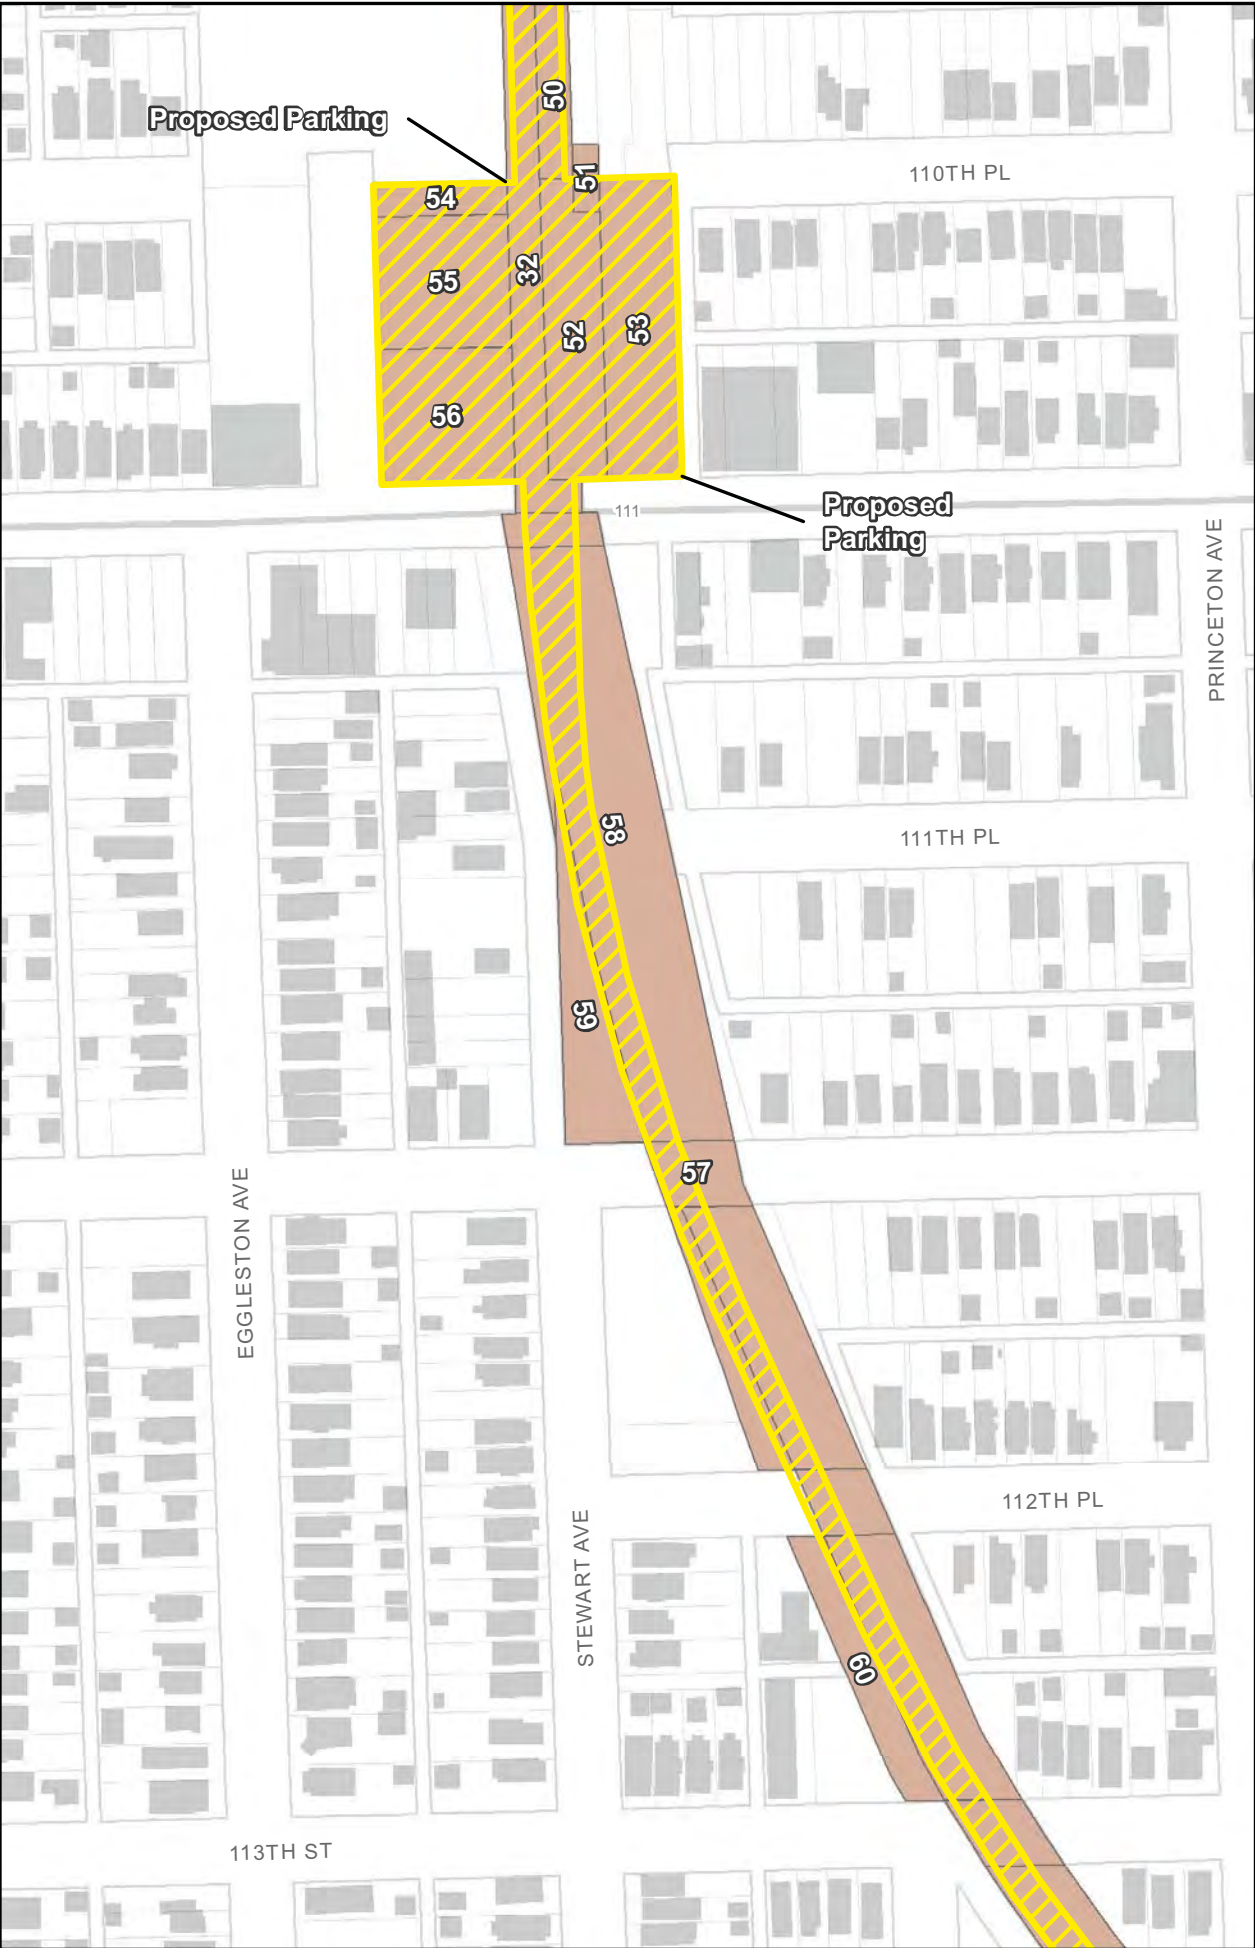 50
Proposed Parking
51
110TH PL
54
32
55
52
53
56
Proposed
Parking
111
PRINCETON AVE
58
111TH PL
59
57
EGGLESTON AVE
112TH PL
STEWART AVE
60
113TH ST